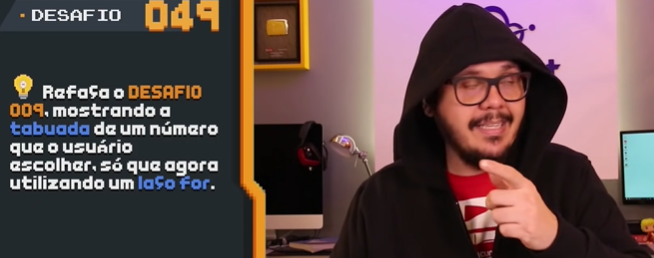 DESAFIO 049
Refaça o DESAFIO
009, mostrando a
tabuada de um número
que o usuário
escolher, só que agora
utilizando um laço for.